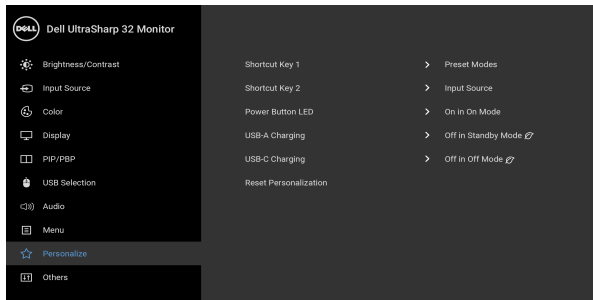 DELL Dell UltraSharp 32 Monitor
Brightness/Contrast
Input Source
Color
Display
PIP/PBP
USB Selection
Audio
Menu
Personalize
Others
Shortcut Key 1 > Preset Modes
Shortcut Key 2 > Input Source
Power Button LED > On in On Mode
USB-A Charging > Off in Standby Mode
USB-C Charging > Off in Off Mode
Reset Personalization